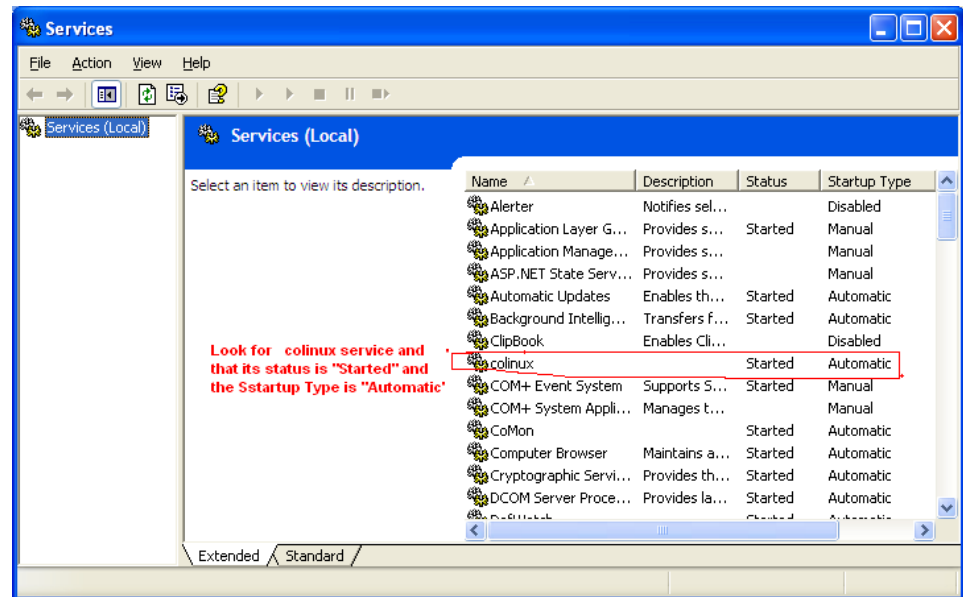 Services
File Action View Help
Services (Local)
Services (Local)
Select an item to view its description.
Name Description Status Startup Type
Alerter Notifies sel... Disabled
Application Layer G... Provides s... Started Manual
Application Manage... Provides s... Manual
ASP.NET State Serv... Provides s... Manual
Automatic Updates Enables th... Started Automatic
Background Intellig... Transfers f... Started Automatic
ClipBook Enables Cli... Disabled
colinux Started Automatic
COM+ Event System Supports S... Started Manual
COM+ System Appli... Manages t... Manual
CoMon Started Automatic
Computer Browser Maintains a... Started Automatic
Cryptographic Servi... Provides th... Started Automatic
DCOM Server Proce... Provides la... Started Automatic
DefWatch Started Automatic
Look for colinux service and
that its status is "Started" and
the Sstartup Type is "Automatic'
Extended Standard